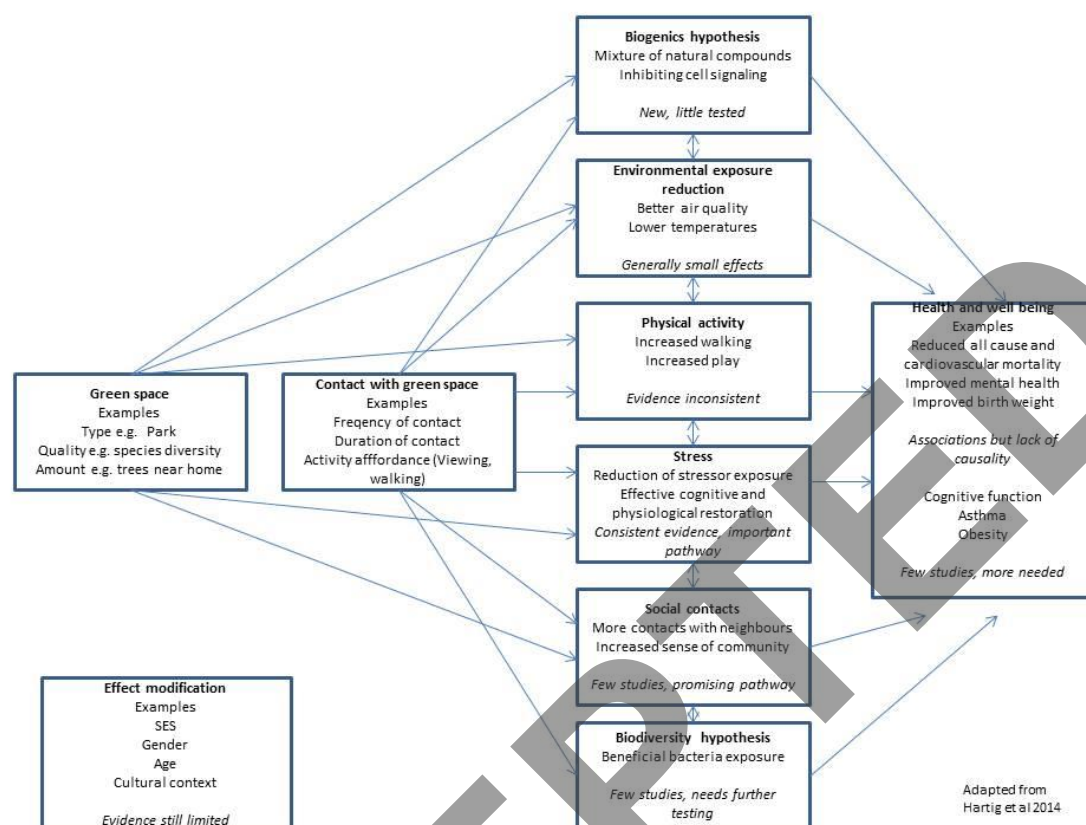 Biogenics hypothesis
Mixture of natural compounds
Inhibiting cell signaling
New, little tested
Environmental exposure
reduction
Better air quality
Lower temperatures
Generally small effects
Physical activity
Increased walking
Increased play
Evidence inconsistent
Green space
Examples
Type e.g. Park
Quality e.g. species diversity
Amount e.g. trees near home
Contact with green space
Examples
Freqency of contact
Duration of contact
Activity afffordance (Viewing,
walking)
Stress
Reduction of stressor exposure
Effective cognitive and
physiological restoration
Consistent evidence, important
pathway
Social contacts
More contacts with neighbours
Increased sense of community
Few studies, promising pathway
Biodiversity hypothesis
Beneficial bacteria exposure
Few studies, needs further
testing
Health and well being
Examples
Reduced all cause and
cardiovascular mortality
Improved mental health
Improved birth weight
Associations but lack of
causality
Cognitive function
Asthma
Obesity
Few studies, more needed
Effect modification
Examples
SES
Gender
Age
Cultural context
Evidence still limited
Adapted from
Hartig et al 2014
PTED